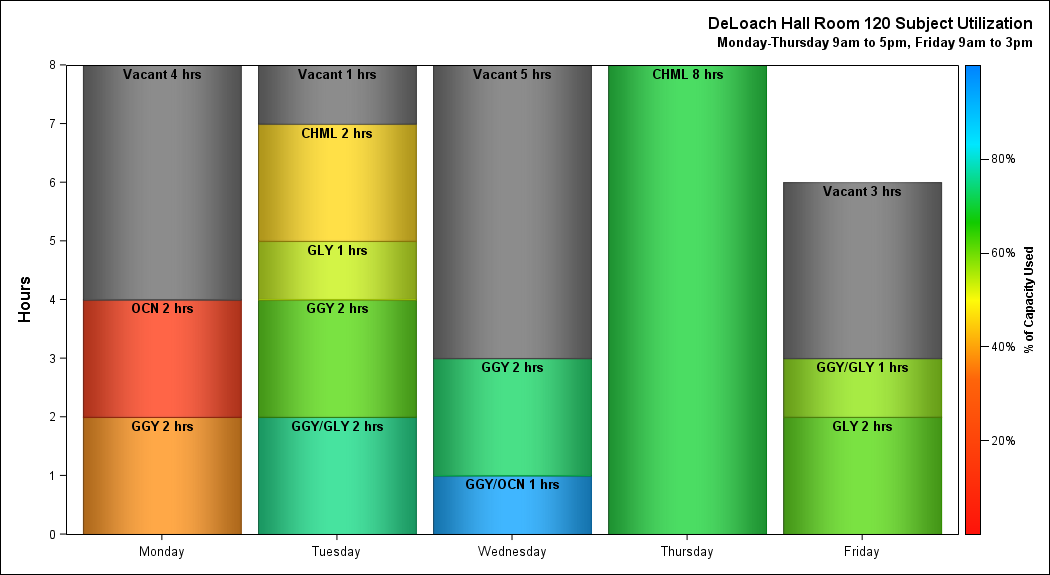 DeLoach Hall Room 120 Subject Utilization
Monday-Thursday 9am to 5pm, Friday 9am to 3pm
Hours
8
7
6
5
4
3
2
1
0
Vacant 4 hrs
OCN 2 hrs
GGY 2 hrs
Vacant 1 hrs
CHML 2 hrs
GLY 1 hrs
GGY 2 hrs
GGY/GLY 2 hrs
Vacant 5 hrs
GGY 2 hrs
GGY/OCN 1 hrs
CHML 8 hrs
Vacant 3 hrs
GGY/GLY 1 hrs
GLY 2 hrs
Monday
Tuesday
Wednesday
Thursday
Friday
80%
60%
40%
20%
% of Capacity Used